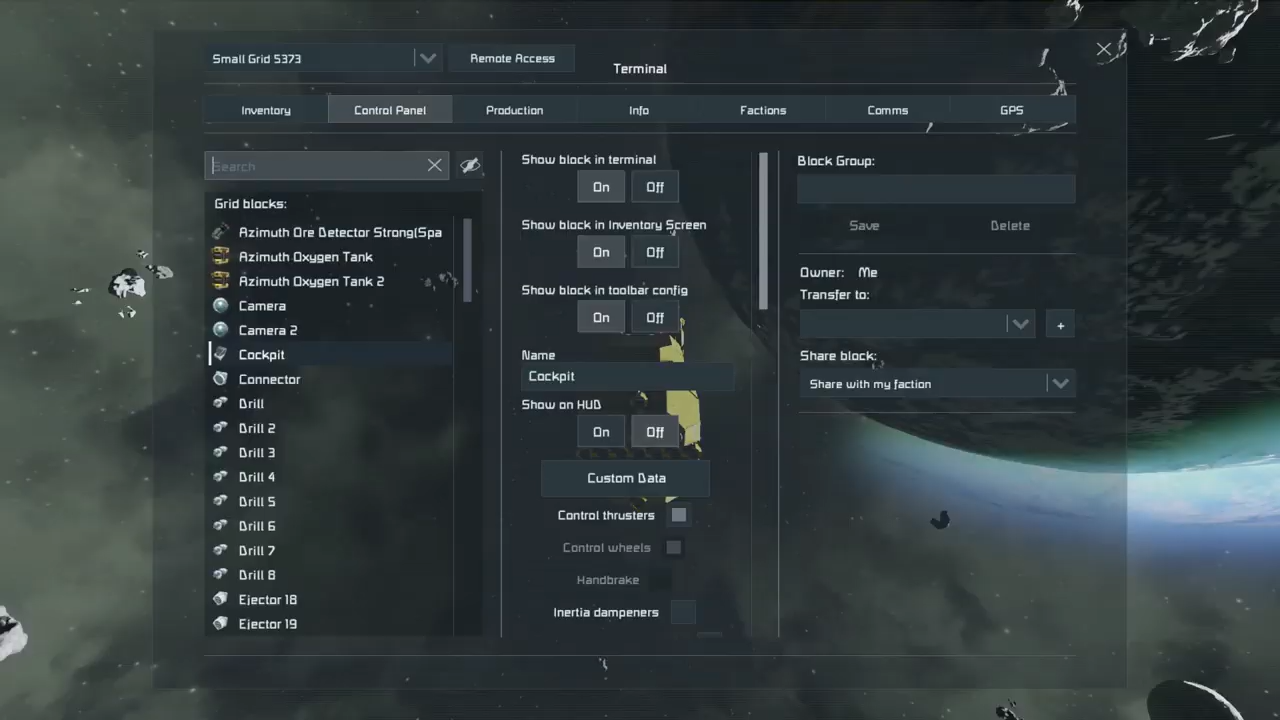 Small Grid 5373
Remote Access
Terminal
Inventory
Control Panel
Production
Info
Factions
Comms
GPS
Search
Grid blocks:
Azimuth Ore Detector Strong(Spa
Azimuth Oxygen Tank
Azimuth Oxygen Tank 2
Camera
Camera 2
Cockpit
Connector
Drill
Drill 2
Drill 3
Drill 4
Drill 5
Drill 6
Drill 7
Drill 8
Ejector 18
Ejector 19
Show block in terminal
On Off
Show block in Inventory Screen
On Off
Show block in toolbar config
On Off
Name
Cockpit
Show on HUD
On Off
Custom Data
Control thrusters
Control wheels
Handbrake
Inertia dampeners
Block Group:
Save Delete
Owner: Me
Transfer to:
+
Share block:
Share with my faction